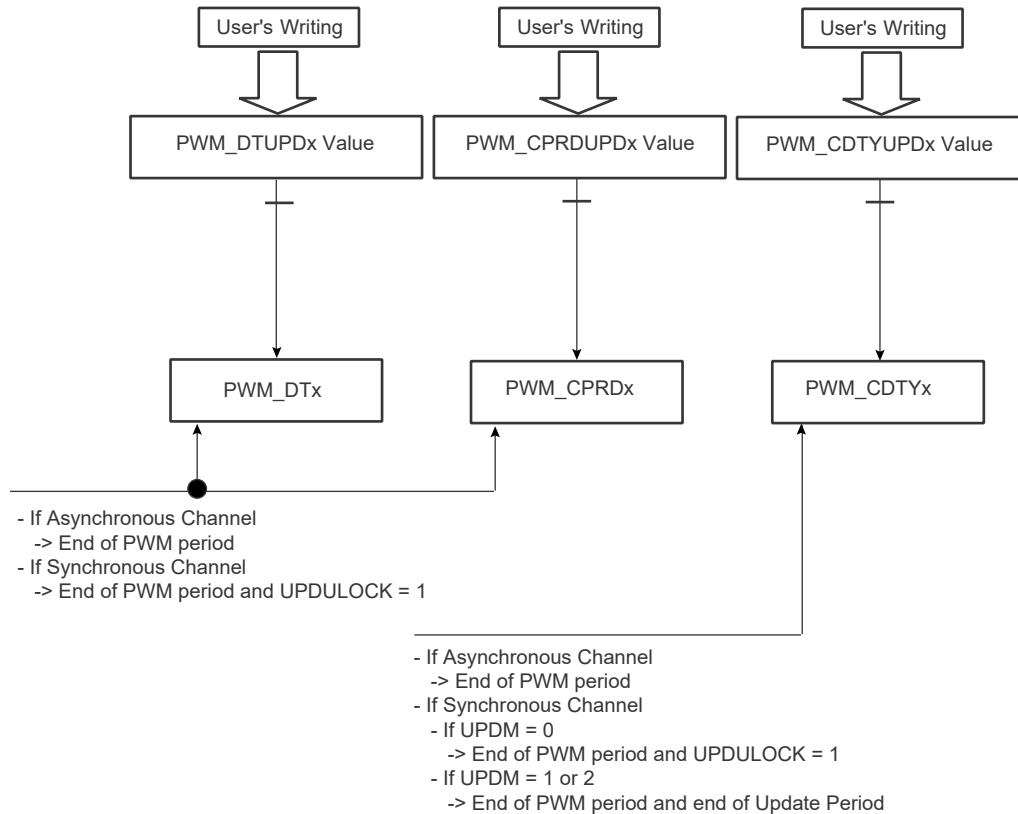 User's Writing
User's Writing
User's Writing
PWM_DTUPDx Value
PWM_CPRDUPDx Value
PWM_CDTYUPDx Value
PWM_DTx
PWM_CPRDx
PWM_CDTYx
- If Asynchronous Channel
-> End of PWM period
- If Synchronous Channel
-> End of PWM period and UPDULOCK = 1
- If Asynchronous Channel
-> End of PWM period
- If Synchronous Channel
- If UPDM = 0
-> End of PWM period and UPDULOCK = 1
- If UPDM = 1 or 2
-> End of PWM period and end of Update Period